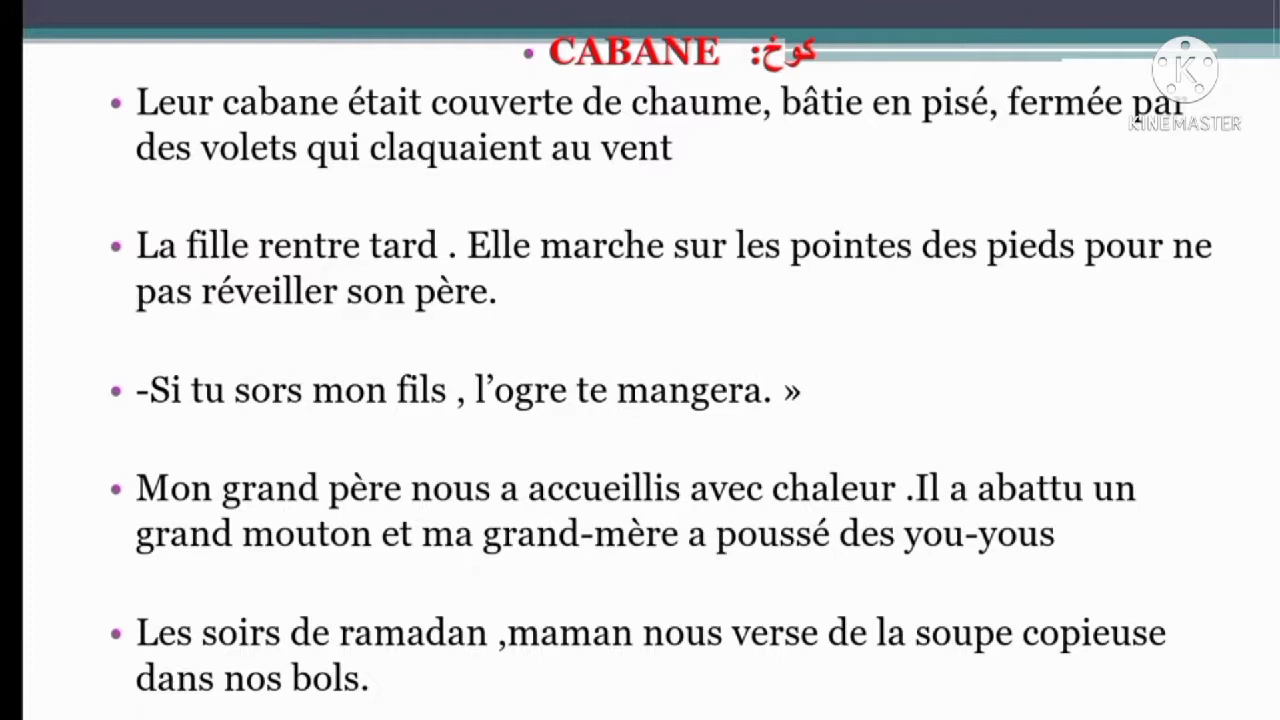 • CABANE كوخ:
• Leur cabane était couverte de chaume, bâtie en pisé, fermée par
des volets qui claquaient au vent
• La fille rentre tard . Elle marche sur les pointes des pieds pour ne
pas réveiller son père.
• -Si tu sors mon fils , l’ogre te mangera. »
• Mon grand père nous a accueillis avec chaleur .Il a abattu un
grand mouton et ma grand-mère a poussé des you-yous
• Les soirs de ramadan ,maman nous verse de la soupe copieuse
dans nos bols.
K
KINEMASTER